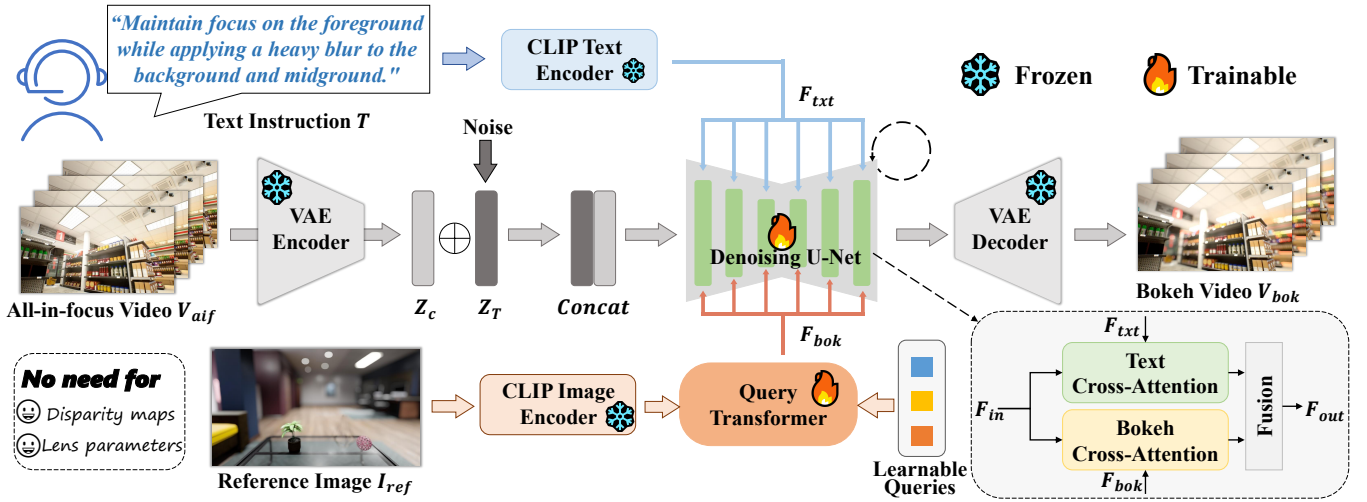 “Maintain focus on the foreground
while applying a heavy blur to the
background and midground."
Text Instruction T
CLIP Text
Encoder
F_txt
Frozen
Trainable
Noise
VAE
Encoder
Denoising U-Net
VAE
Decoder
All-in-focus Video V_aif
Z_c
Z_T
Concat
Bokeh Video V_bok
F_bok
No need for
Disparity maps
Lens parameters
Reference Image I_ref
CLIP Image
Encoder
Query
Transformer
Learnable
Queries
F_txt
Text
Cross-Attention
F_in
Bokeh
Cross-Attention
F_bok
Fusion
F_out